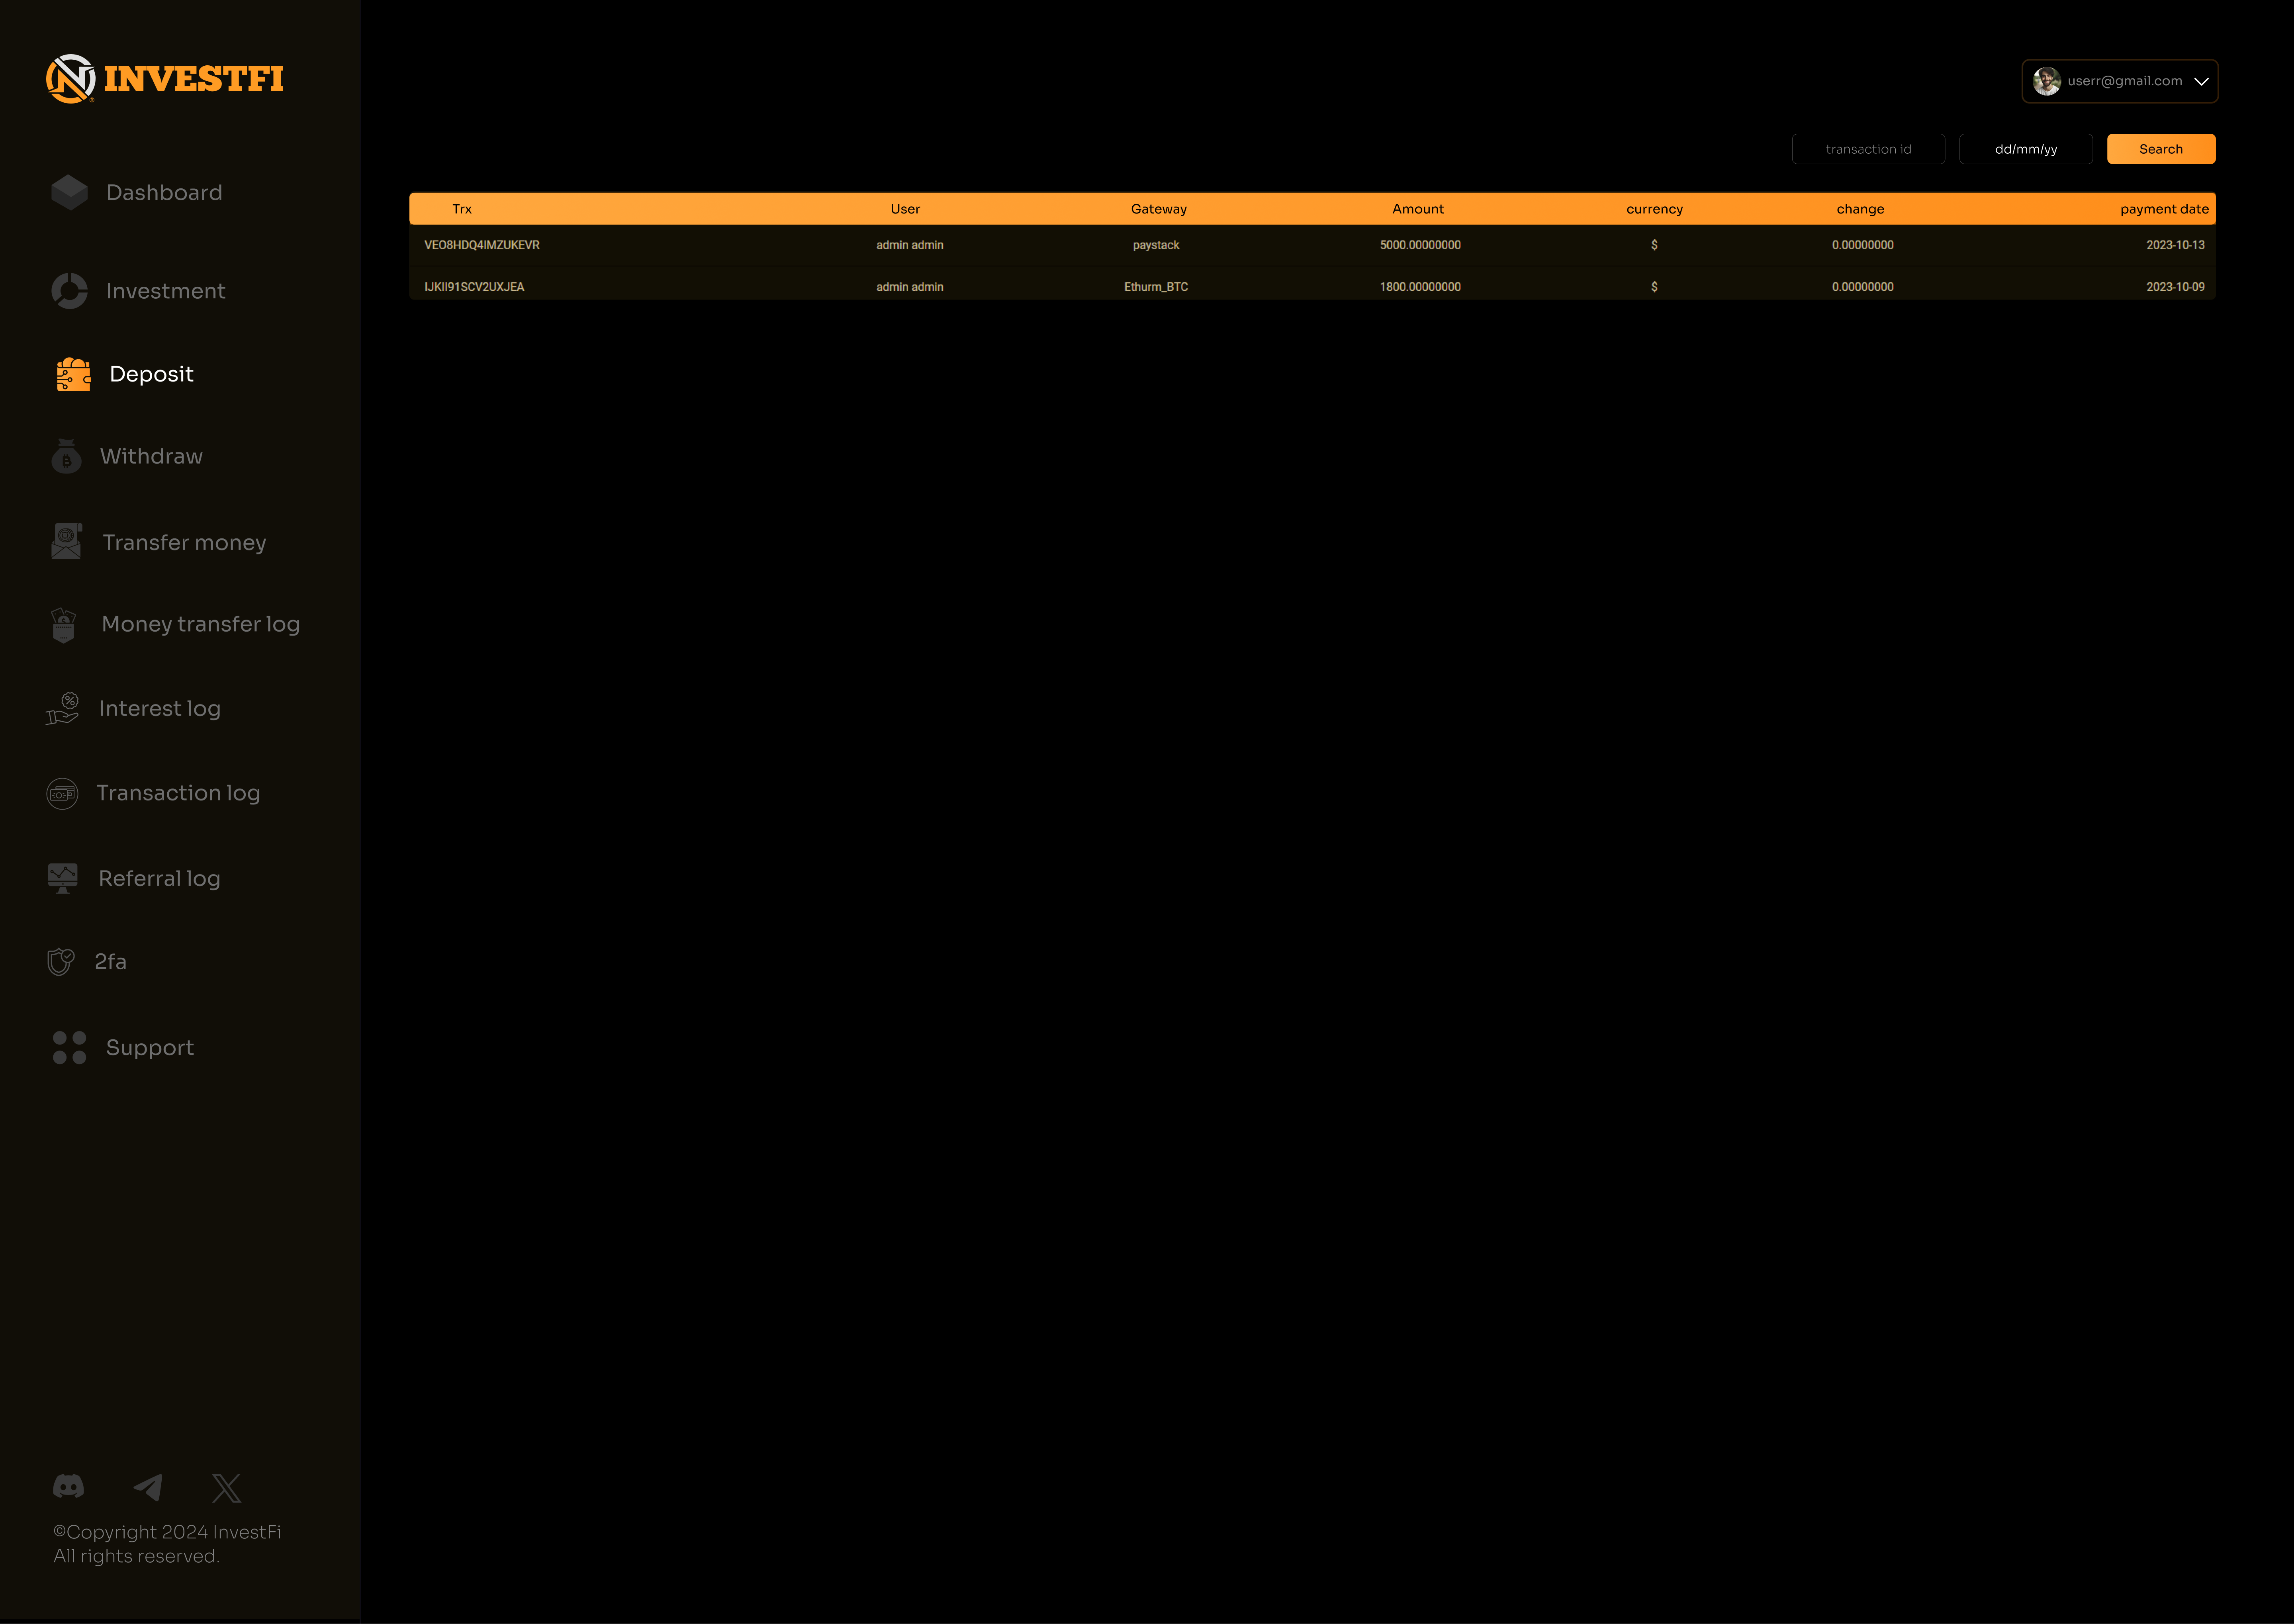 INVESTFI
userr@gmail.com
transaction id dd/mm/yy Search
Dashboard
Investment
Deposit
Withdraw
Transfer money
Money transfer log
Interest log
Transaction log
Referral log
2fa
Support
Trx User Gateway Amount currency change payment date
VEO8HDQ4IMZUKEVR admin admin paystack 5000.00000000 $ 0.00000000 2023-10-13
IJKII91SCV2UXJEA admin admin Ethurm_BTC 1800.00000000 $ 0.00000000 2023-10-09
©Copyright 2024 InvestFi
All rights reserved.